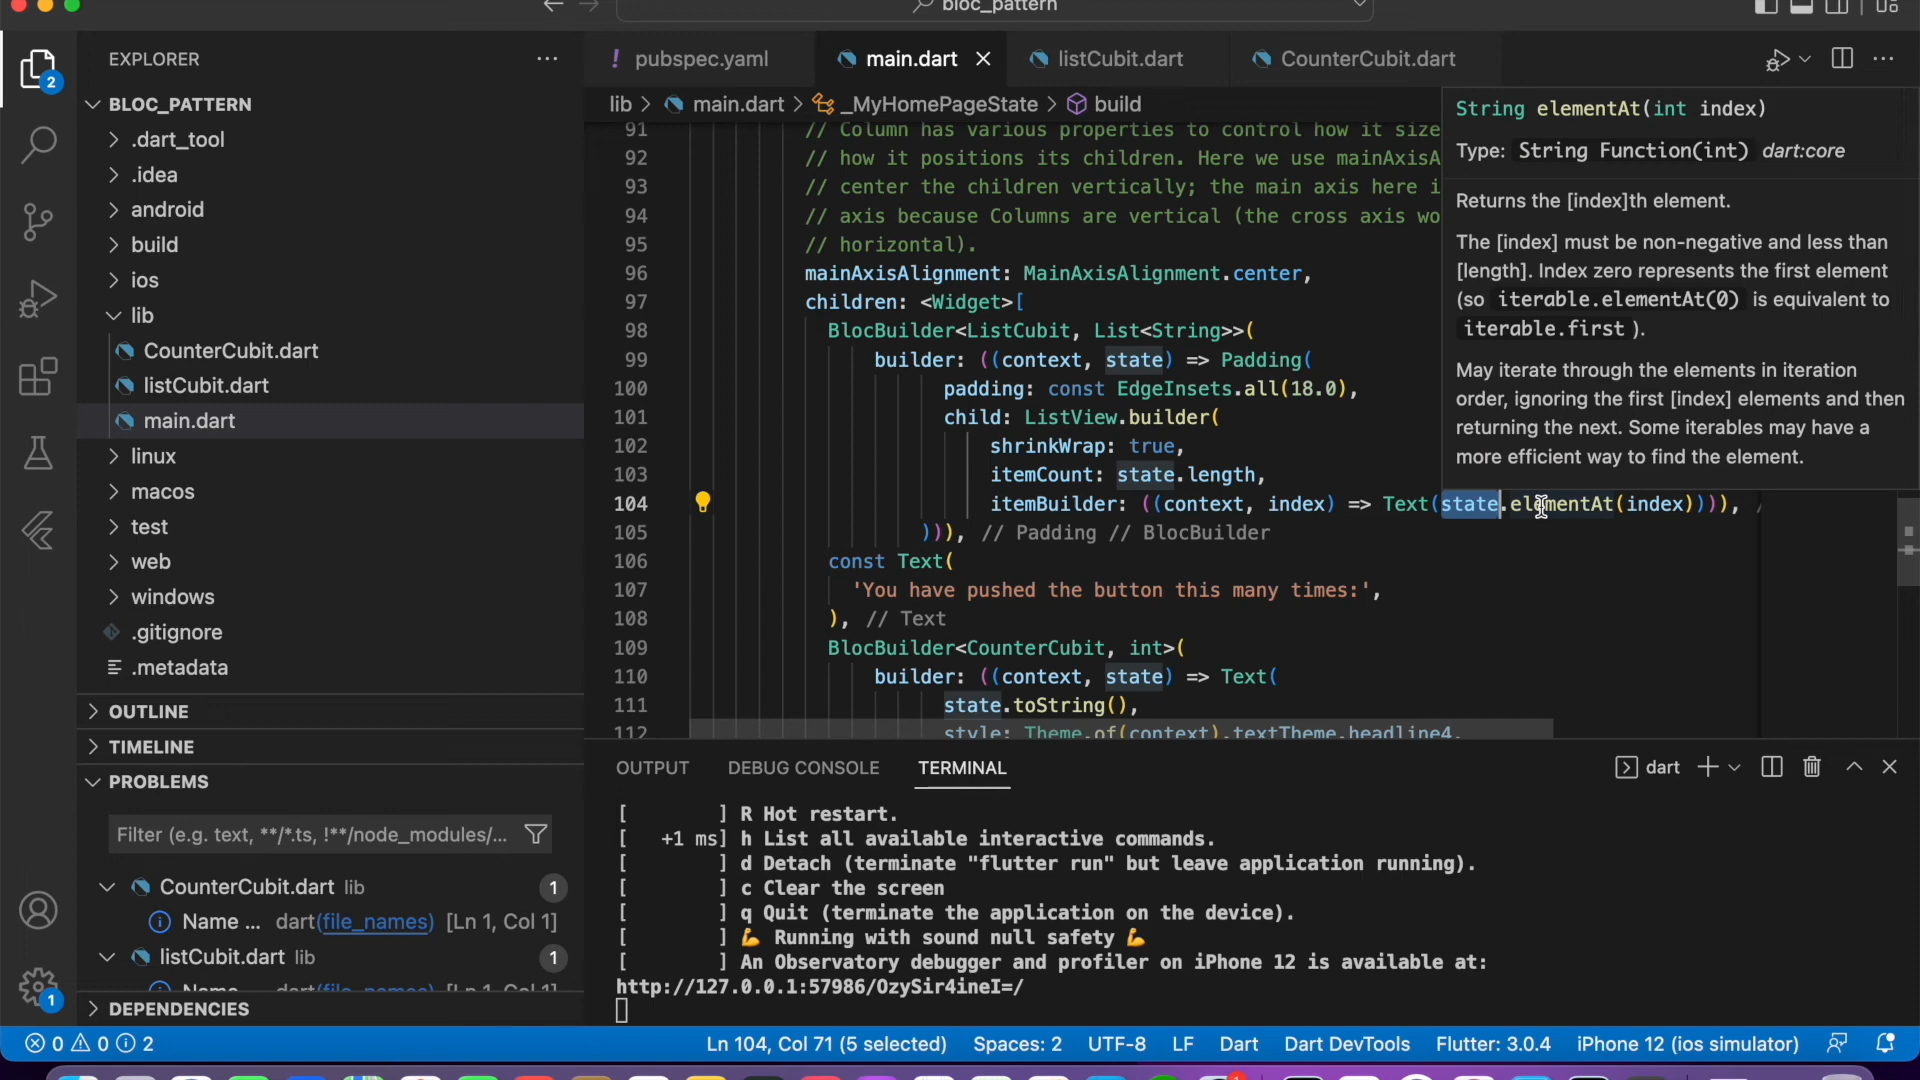 bloc_pattern
EXPLORER
BLOC_PATTERN
.dart_tool
.idea
android
build
ios
lib
CounterCubit.dart
listCubit.dart
main.dart
linux
macos
test
web
windows
.gitignore
.metadata
OUTLINE
TIMELINE
PROBLEMS
Filter (e.g. text, **/*.ts, !**/node_modules/...
CounterCubit.dart lib 1
Name ... dart(file_names) [Ln 1, Col 1]
listCubit.dart lib 1
Name ... dart(file_names) [Ln 1, Col 1]
DEPENDENCIES
2
1
! pubspec.yaml main.dart listCubit.dart CounterCubit.dart
lib > main.dart > _MyHomePageState > build
91 // Column has various properties to control how it size
92 // how it positions its children. Here we use mainAxisA
93 // center the children vertically; the main axis here i
94 // axis because Columns are vertical (the cross axis wo
95 // horizontal).
96 mainAxisAlignment: MainAxisAlignment.center,
97 children: <Widget>[
98 BlocBuilder<ListCubit, List<String>>(
99 builder: ((context, state) => Padding(
100 padding: const EdgeInsets.all(18.0),
101 child: ListView.builder(
102 shrinkWrap: true,
103 itemCount: state.length,
104 itemBuilder: ((context, index) => Text(state.elementAt(index)))), /
105 ))), // Padding // BlocBuilder
106 const Text(
107 'You have pushed the button this many times:',
108 ), // Text
109 BlocBuilder<CounterCubit, int>(
110 builder: ((context, state) => Text(
111 state.toString(),
112 style: Theme.of(context).textTheme.headline4,
String elementAt(int index)
Type: String Function(int) dart:core
Returns the [index]th element.
The [index] must be non-negative and less than
[length]. Index zero represents the first element
(so iterable.elementAt(0) is equivalent to
iterable.first ).
May iterate through the elements in iteration
order, ignoring the first [index] elements and then
returning the next. Some iterables may have a
more efficient way to find the element.
OUTPUT DEBUG CONSOLE TERMINAL dart
[ ] R Hot restart.
[ +1 ms] h List all available interactive commands.
[ ] d Detach (terminate "flutter run" but leave application running).
[ ] c Clear the screen
[ ] q Quit (terminate the application on the device).
[ ] 💪 Running with sound null safety 💪
[ ] An Observatory debugger and profiler on iPhone 12 is available at:
http://127.0.0.1:57986/OzySir4ineI=/
0 0 2 Ln 104, Col 71 (5 selected) Spaces: 2 UTF-8 LF Dart Dart DevTools Flutter: 3.0.4 iPhone 12 (ios simulator)